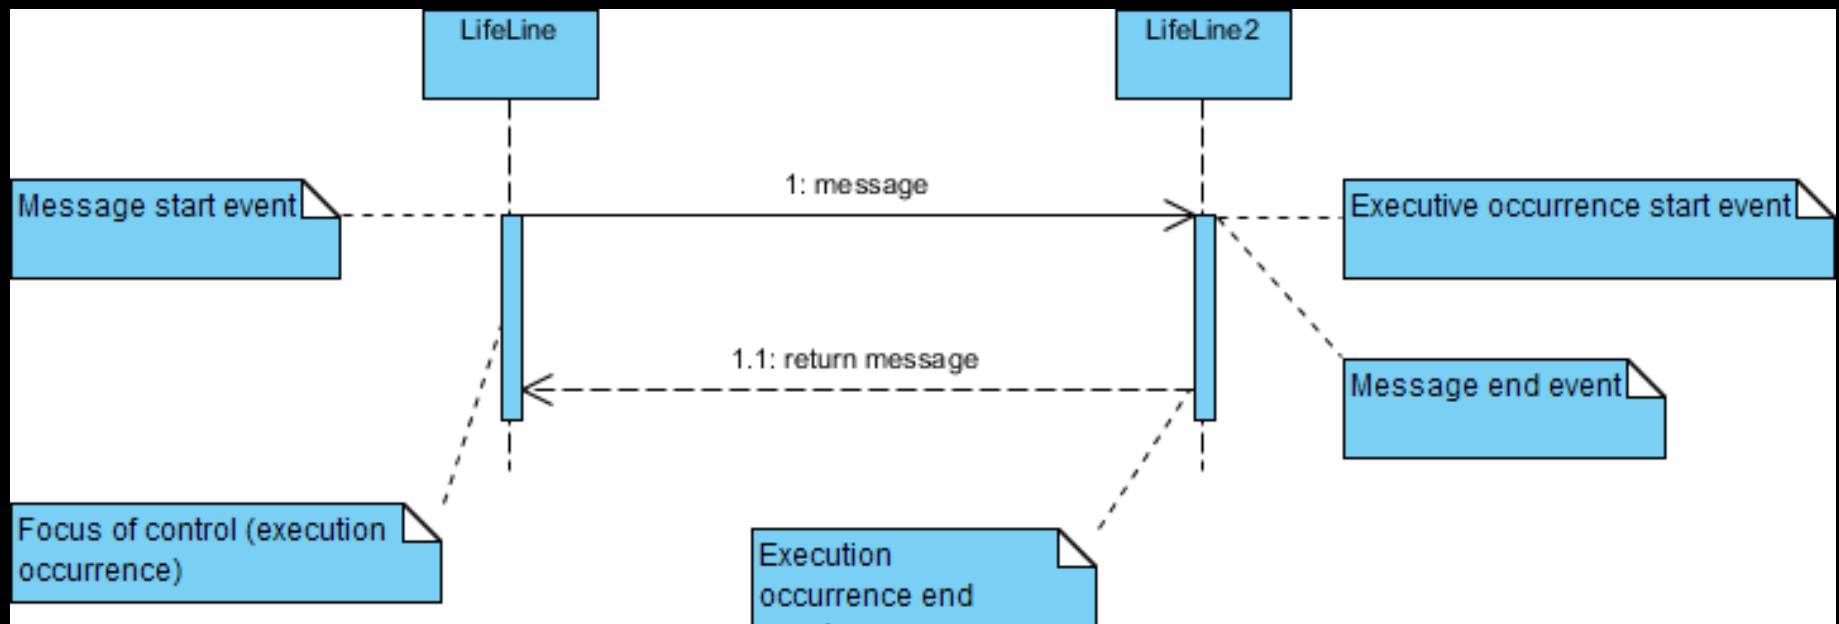 LifeLine
LifeLine2
1: message
Message start event
Executive occurrence start event
1.1: return message
Message end event
Focus of control (execution
occurrence)
Execution
occurrence end